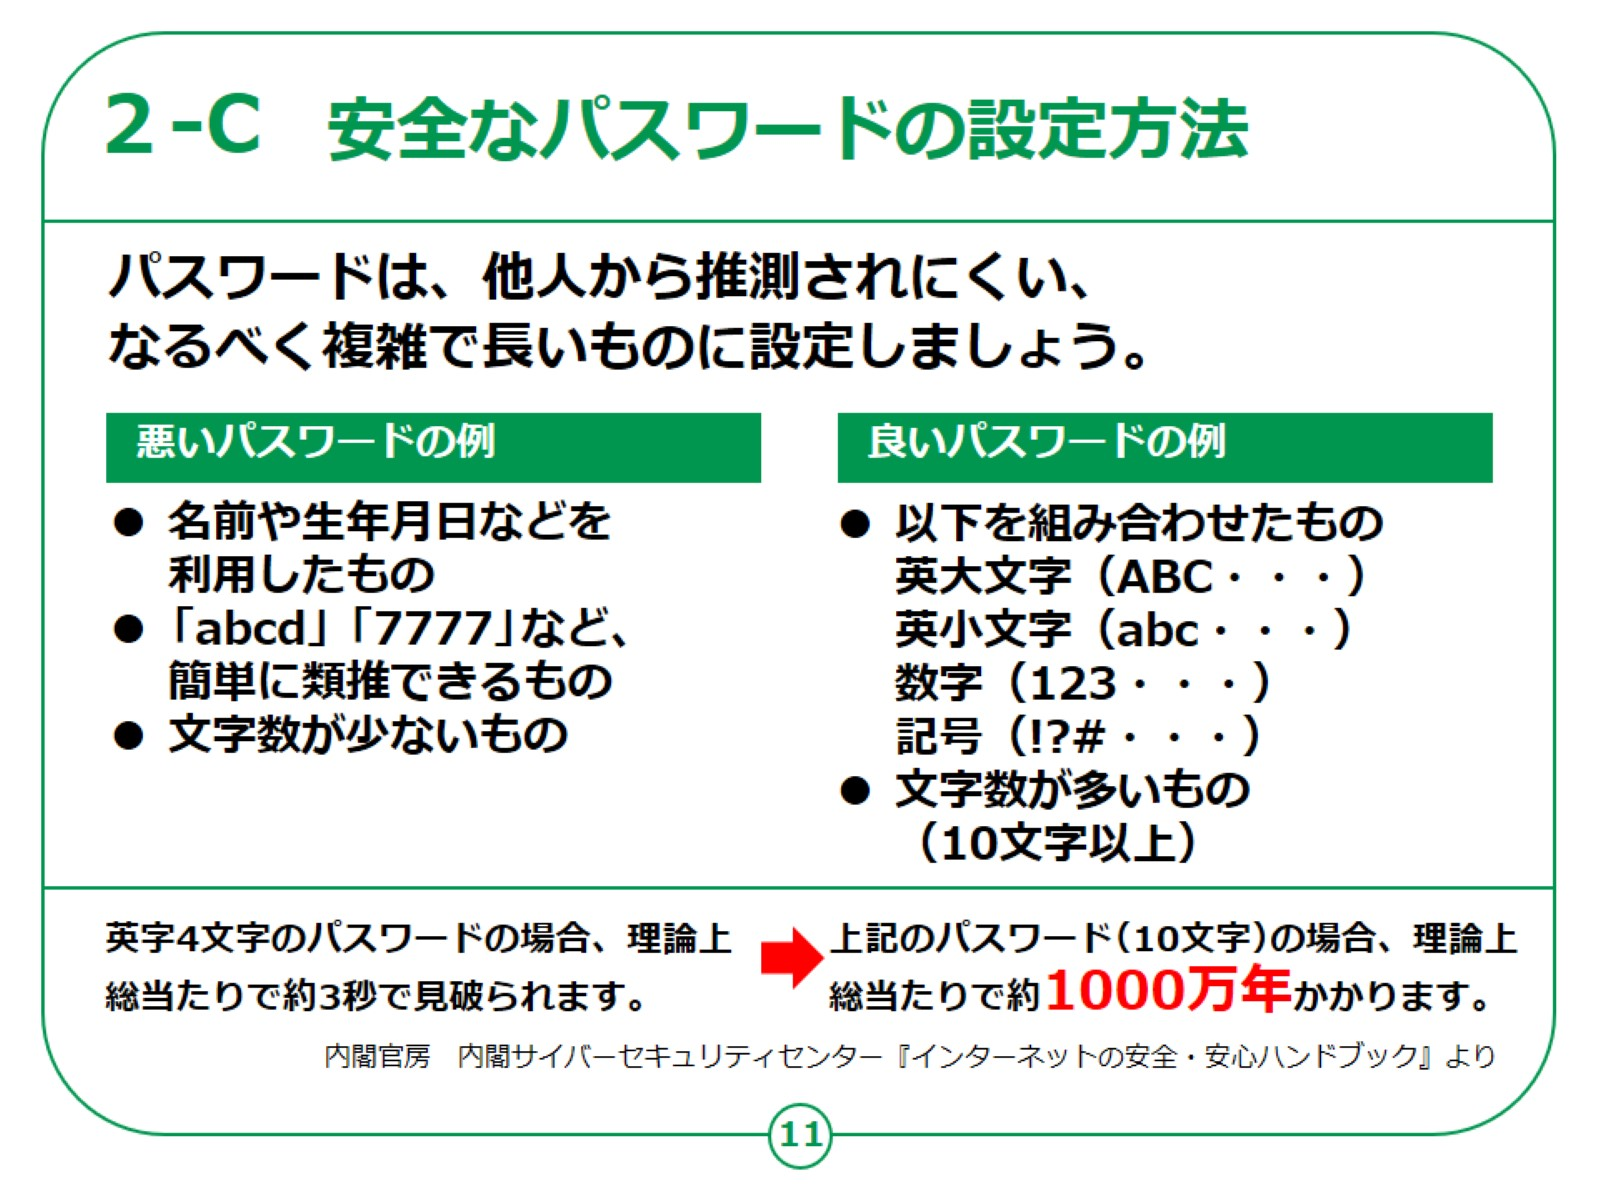 ２-C　安全なパスワードの設定方法
パスワードは、他人から推測されにくい、
なるべく複雑で長いものに設定しましょう。
悪いパスワードの例
● 名前や生年月日などを
利用したもの
● 「abcd」「7777」など、
簡単に類推できるもの
● 文字数が少ないもの
良いパスワードの例
● 以下を組み合わせたもの
英大文字（ABC・・・）
英小文字（abc・・・）
数字（123・・・）
記号（!?#・・・）
● 文字数が多いもの
（10文字以上）
英字4文字のパスワードの場合、理論上
総当たりで約3秒で見破られます。
上記のパスワード（10文字）の場合、理論上
総当たりで約1000万年かかります。
内閣官房　内閣サイバーセキュリティセンター『インターネットの安全・安心ハンドブック』より
11